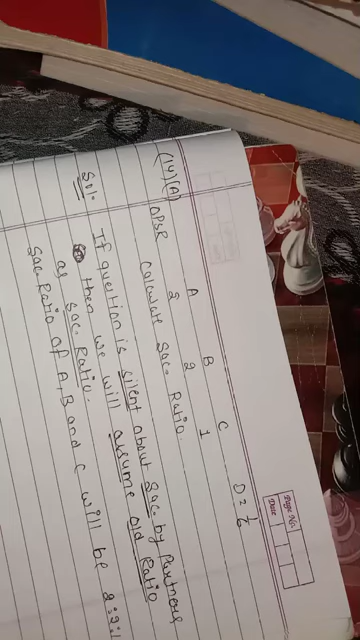 Page No.
Date
A B C D = 1/6
(14)(A) OPSR 2 2 1
Calculate Sac. Ratio
Sol:- If question is silent about Sac. by Partners
then we will assume old Ratio
as Sac. Ratio.
Sac. Ratio of A, B and C will be 2:2:1